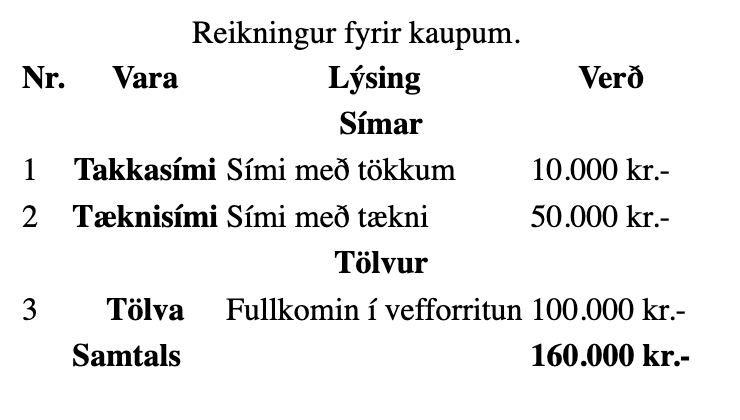 Reikningur fyrir kaupum.
Nr. Vara Lýsing Verð
Símar
1 Takkasími Sími með tökkum 10.000 kr.-
2 Tæknisími Sími með tækni 50.000 kr.-
Tölvur
3 Tölva Fullkomin í vefforritun 100.000 kr.-
Samtals 160.000 kr.-